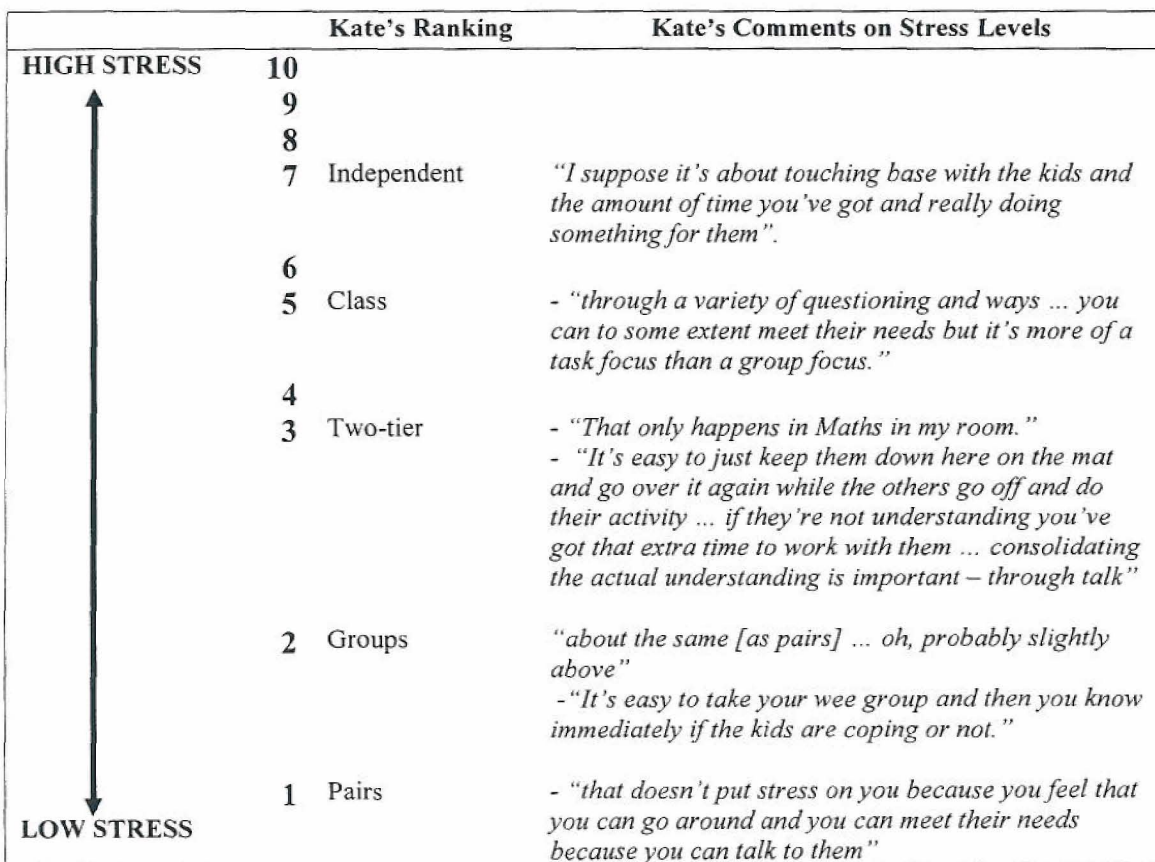 Kate's Ranking Kate's Comments on Stress Levels
HIGH STRESS 10
9
8
7 Independent "I suppose it's about touching base with the kids and
the amount of time you've got and really doing
something for them".
6
5 Class - "through a variety of questioning and ways ... you
can to some extent meet their needs but it's more of a
task focus than a group focus."
4
3 Two-tier - "That only happens in Maths in my room."
- "It's easy to just keep them down here on the mat
and go over it again while the others go off and do
their activity ... if they're not understanding you've
got that extra time to work with them ... consolidating
the actual understanding is important – through talk"
2 Groups "about the same [as pairs] ... oh, probably slightly
above"
-"It's easy to take your wee group and then you know
immediately if the kids are coping or not."
1 Pairs - "that doesn't put stress on you because you feel that
LOW STRESS you can go around and you can meet their needs
because you can talk to them"